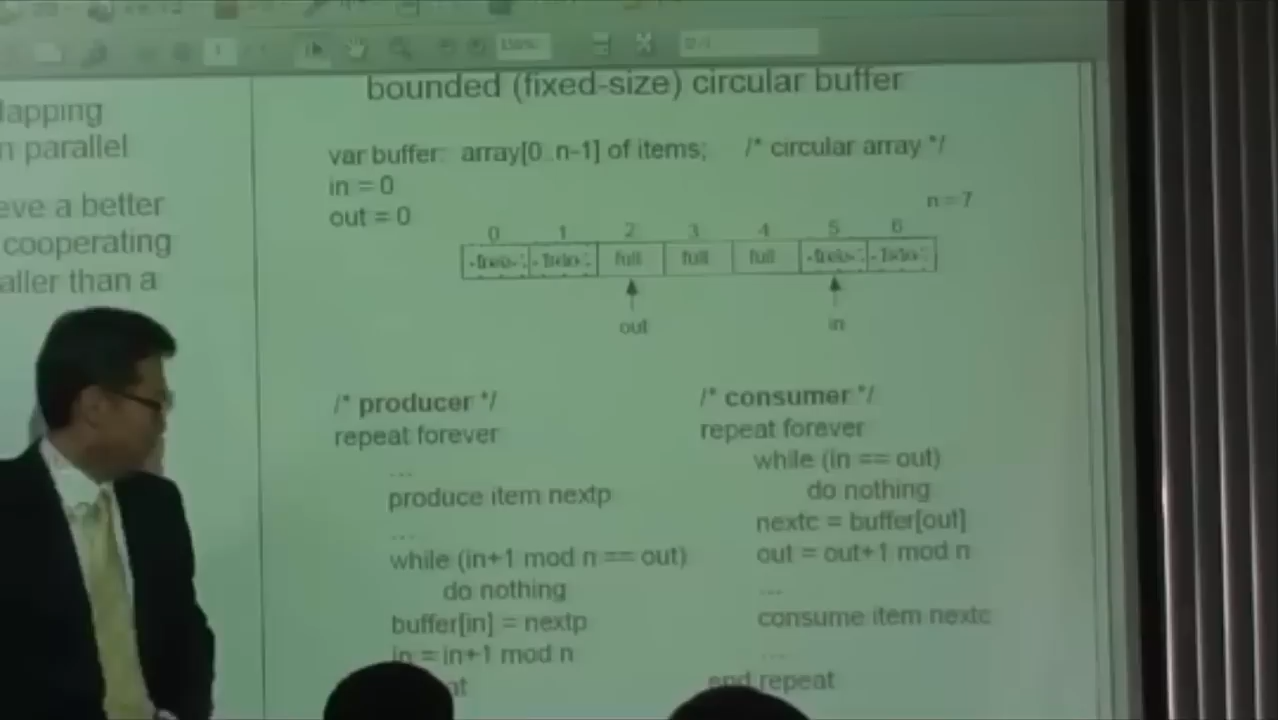 lapping
n parallel
eve a better
cooperating
aller than a
bounded (fixed-size) circular buffer
var buffer: array[0..n-1] of items; /* circular array */
in = 0
out = 0
n = 7
0 1 2 3 4 5 6
full full full
out in
/* producer */
repeat forever
...
produce item nextp
...
while (in+1 mod n == out)
do nothing
buffer[in] = nextp
in = in+1 mod n
at
/* consumer */
repeat forever
while (in == out)
do nothing
nextc = buffer[out]
out = out+1 mod n
...
consume item nextc
....
end repeat